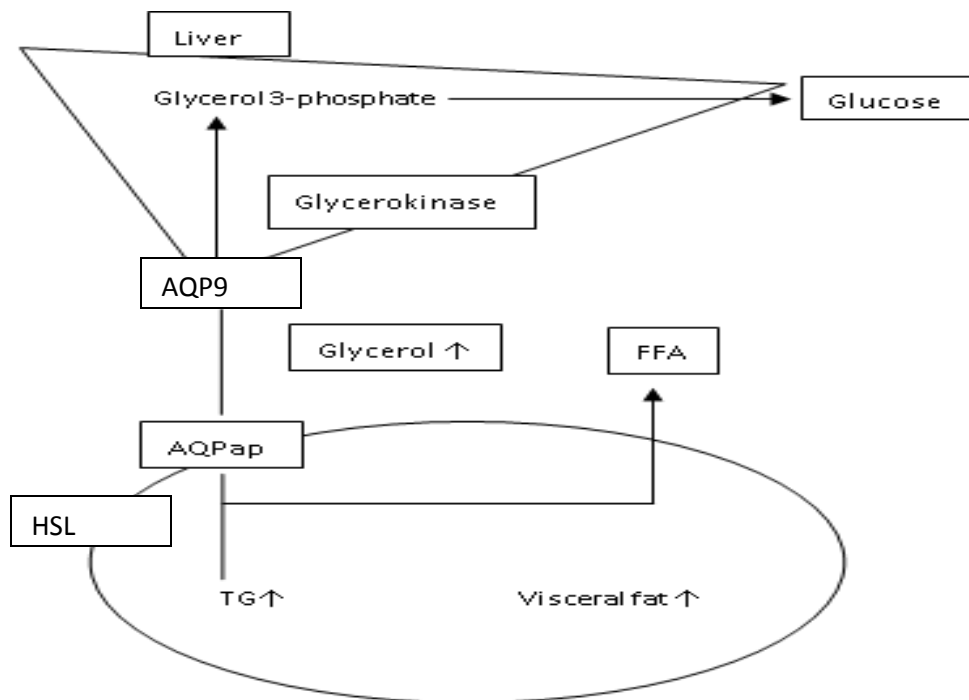 Liver
Glycerol 3-phosphate
Glucose
Glycerokinase
AQP9
Glycerol ↑
FFA
AQPap
HSL
TG↑
Visceral fat ↑